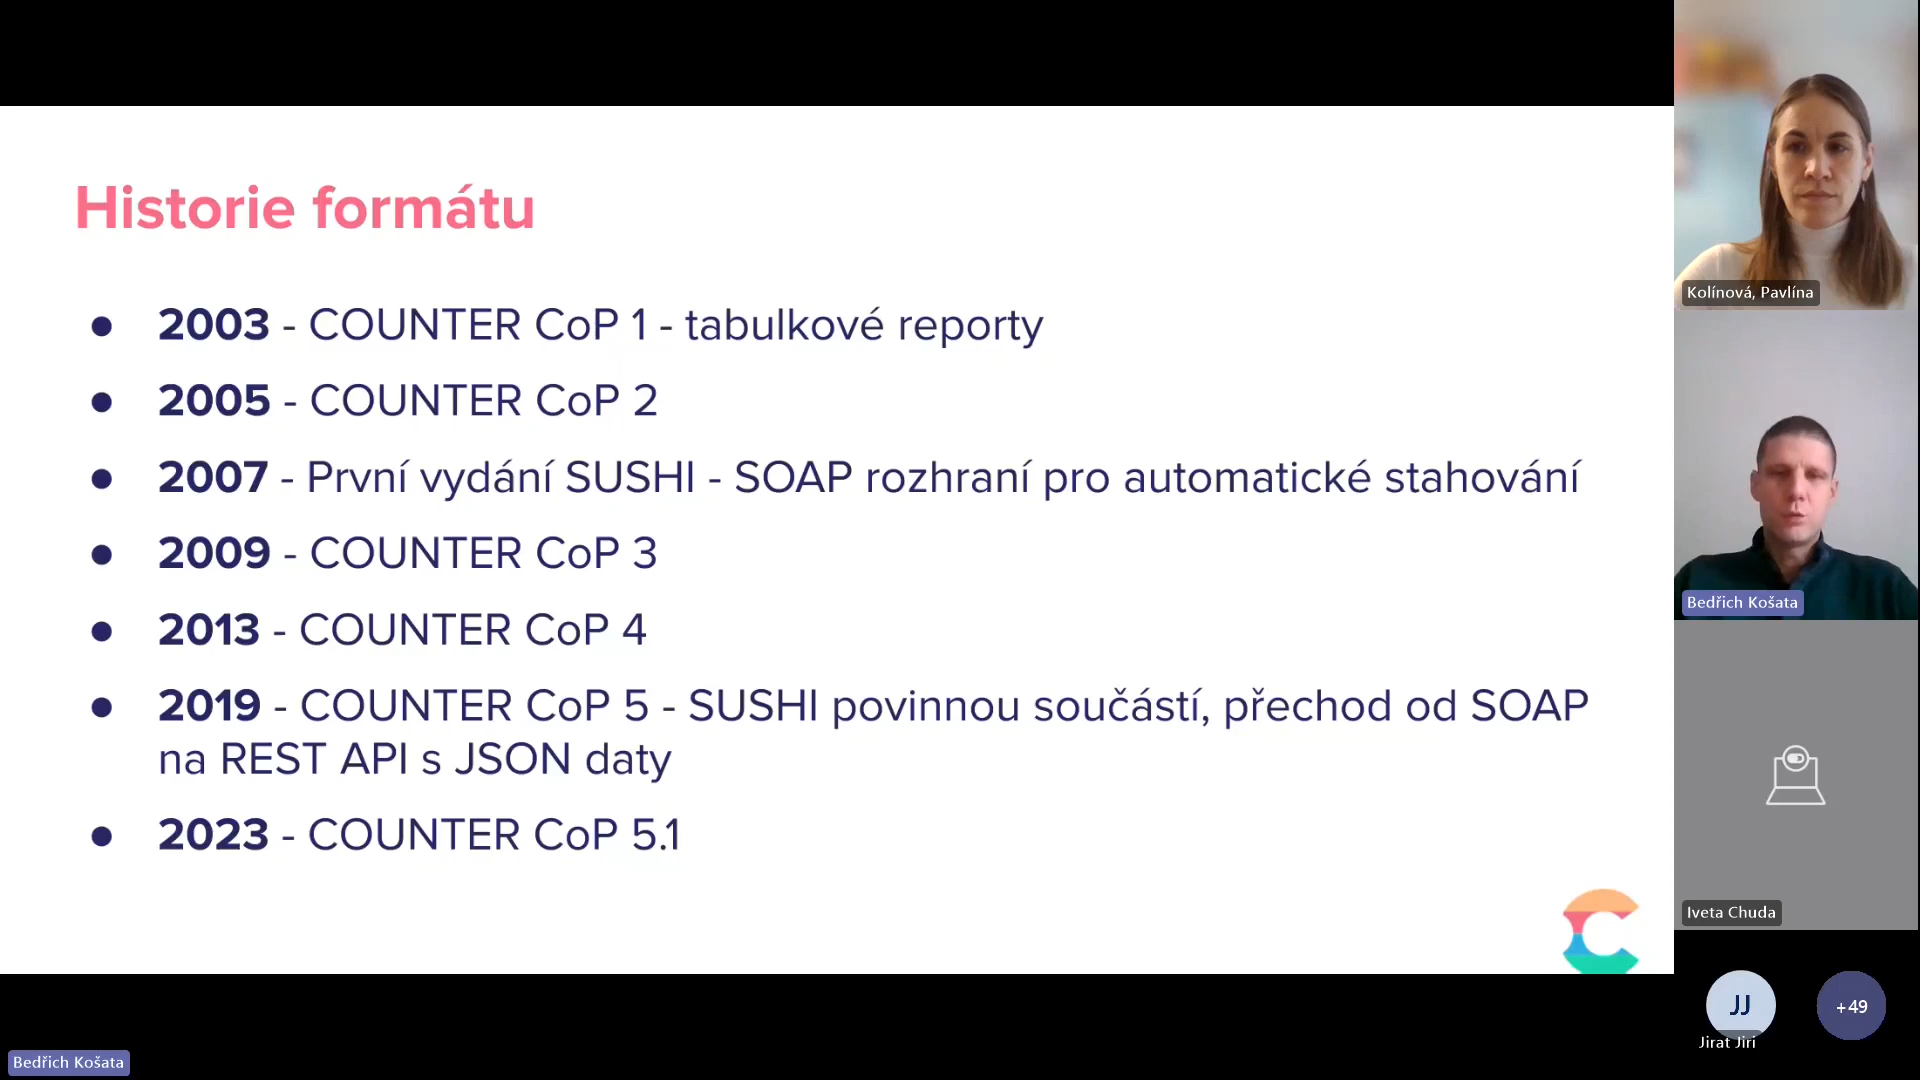 Historie formátu
● 2003 - COUNTER CoP 1 - tabulkové reporty
● 2005 - COUNTER CoP 2
● 2007 - První vydání SUSHI - SOAP rozhraní pro automatické stahování
● 2009 - COUNTER CoP 3
● 2013 - COUNTER CoP 4
● 2019 - COUNTER CoP 5 - SUSHI povinnou součástí, přechod od SOAP
na REST API s JSON daty
● 2023 - COUNTER CoP 5.1
Kolínová, Pavlína
Bedřich Košata
Iveta Chuda
JJ
Jirat Jiri
+49
Bedřich Košata